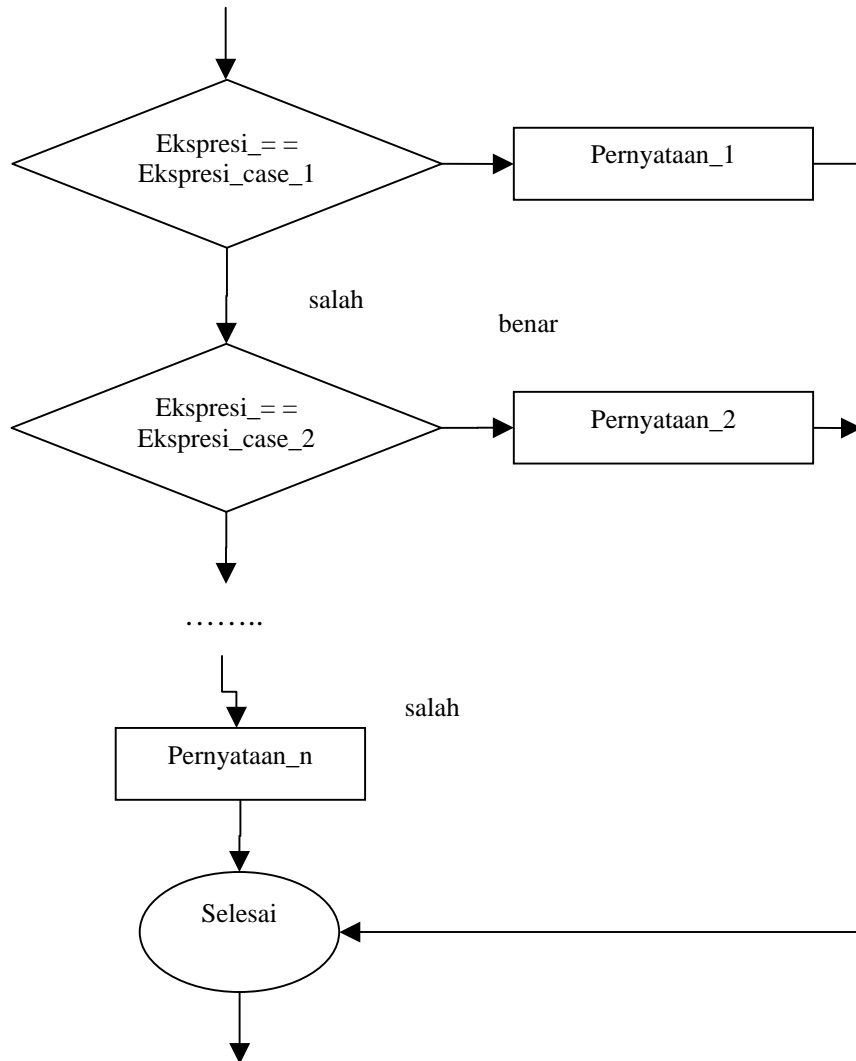 Ekspresi_= =
Ekspresi_case_1
Pernyataan_1
salah
benar
Ekspresi_= =
Ekspresi_case_2
Pernyataan_2
……..
salah
Pernyataan_n
Selesai